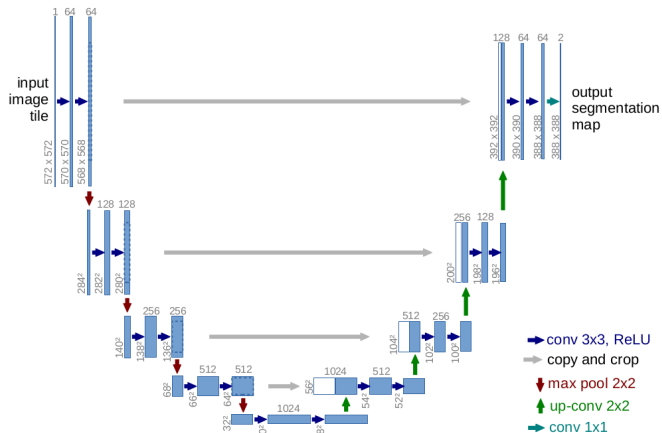 1 64 64
128 64 64 2
input
image
tile
output
segmentation
map
572 x 572
570 x 570
568 x 568
392 x 392
390 x 390
388 x 388
388 x 388
128 128
256 128
284²
282²
280²
200²
198²
196²
256 256
512 256
140²
138²
136²
104²
102²
100²
512 512
1024 512
68²
66²
64²
56²
54²
52²
1024
32²
conv 3x3, ReLU
copy and crop
max pool 2x2
up-conv 2x2
conv 1x1